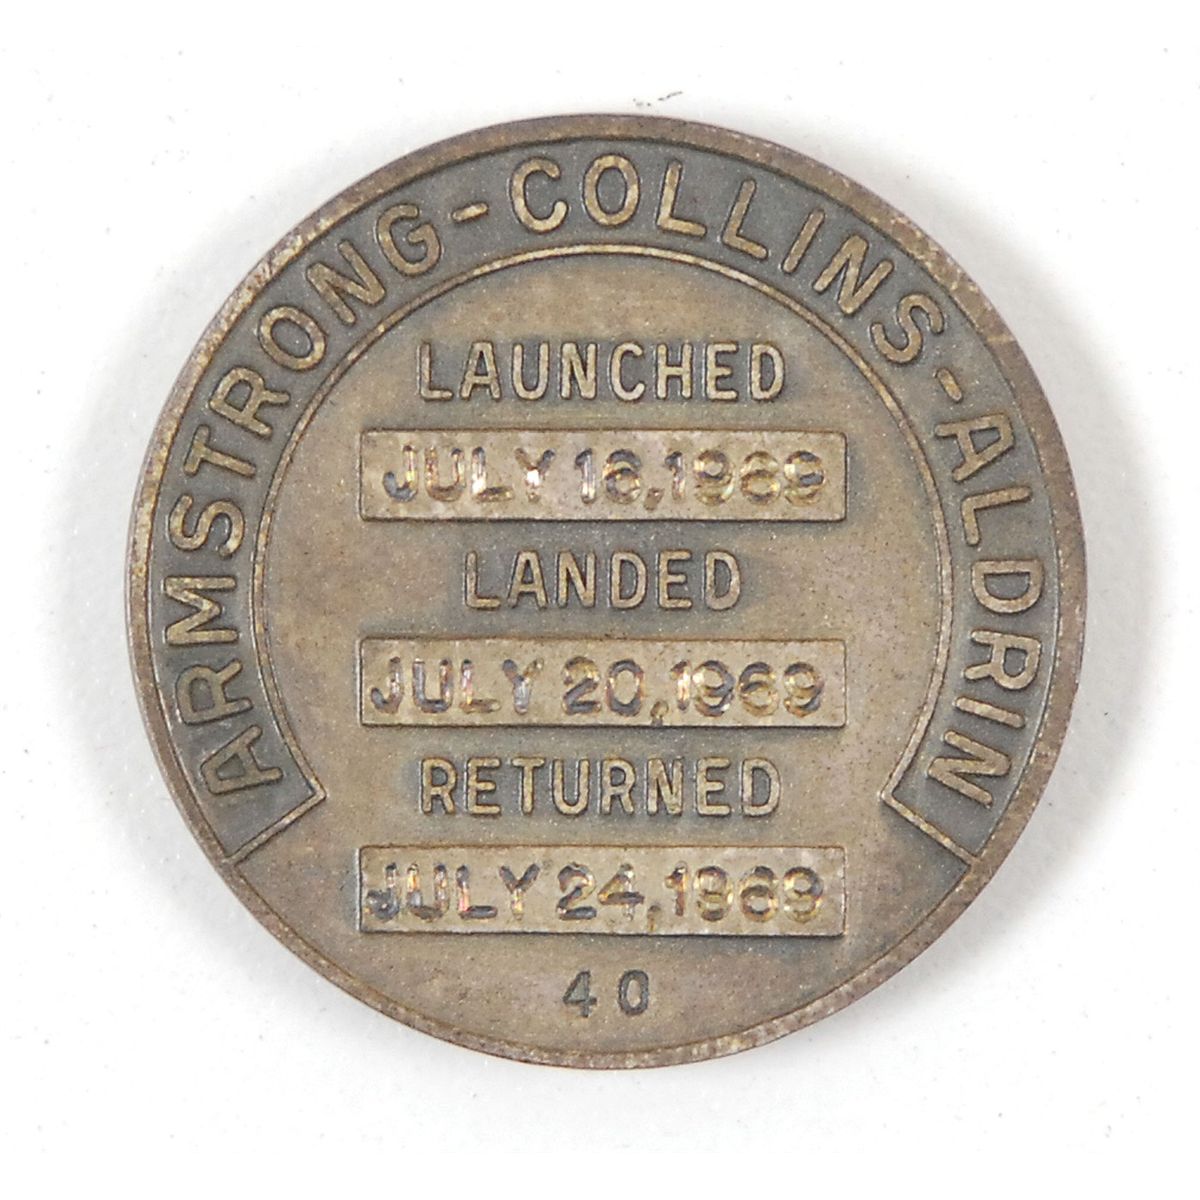 ARMSTRONG-COLLINS-ALDRIN
LAUNCHED
JULY 16,1969
LANDED
JULY 20,1969
RETURNED
JULY 24,1969
40